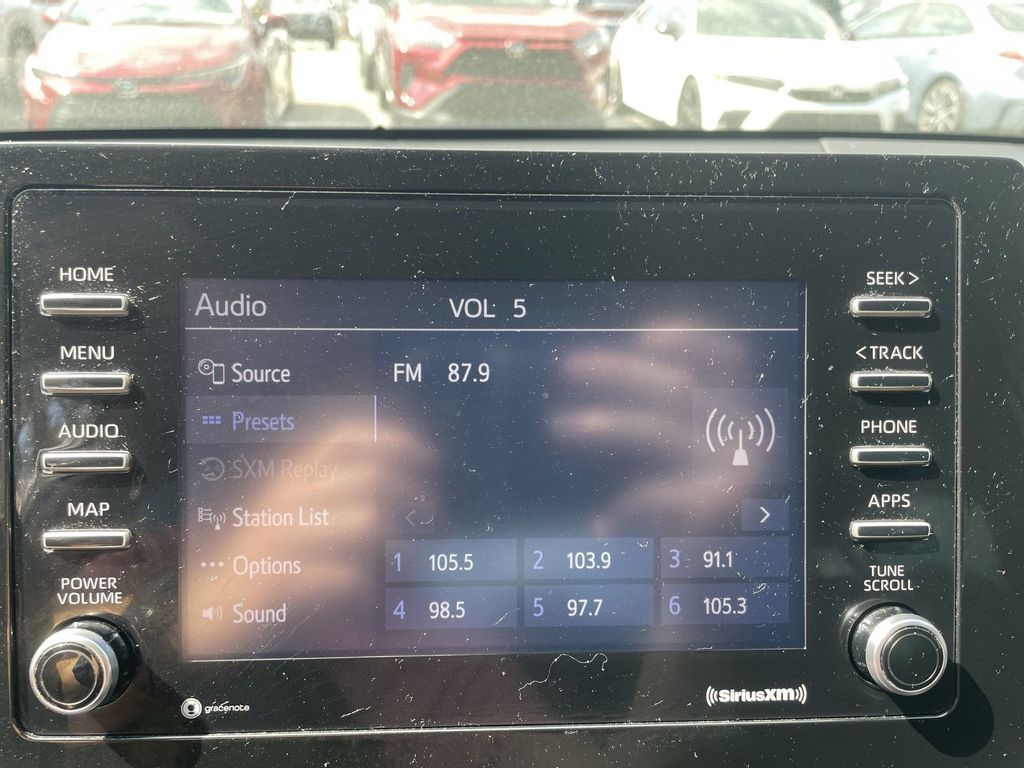 HOME
MENU
AUDIO
MAP
POWER
VOLUME
Audio
VOL 5
Source
FM 87.9
Presets
SXM Replay
Station List
Options
Sound
<
>
1 105.5
2 103.9
3 91.1
4 98.5
5 97.7
6 105.3
SEEK >
< TRACK
PHONE
APPS
TUNE
SCROLL
gracenote
SiriusXM